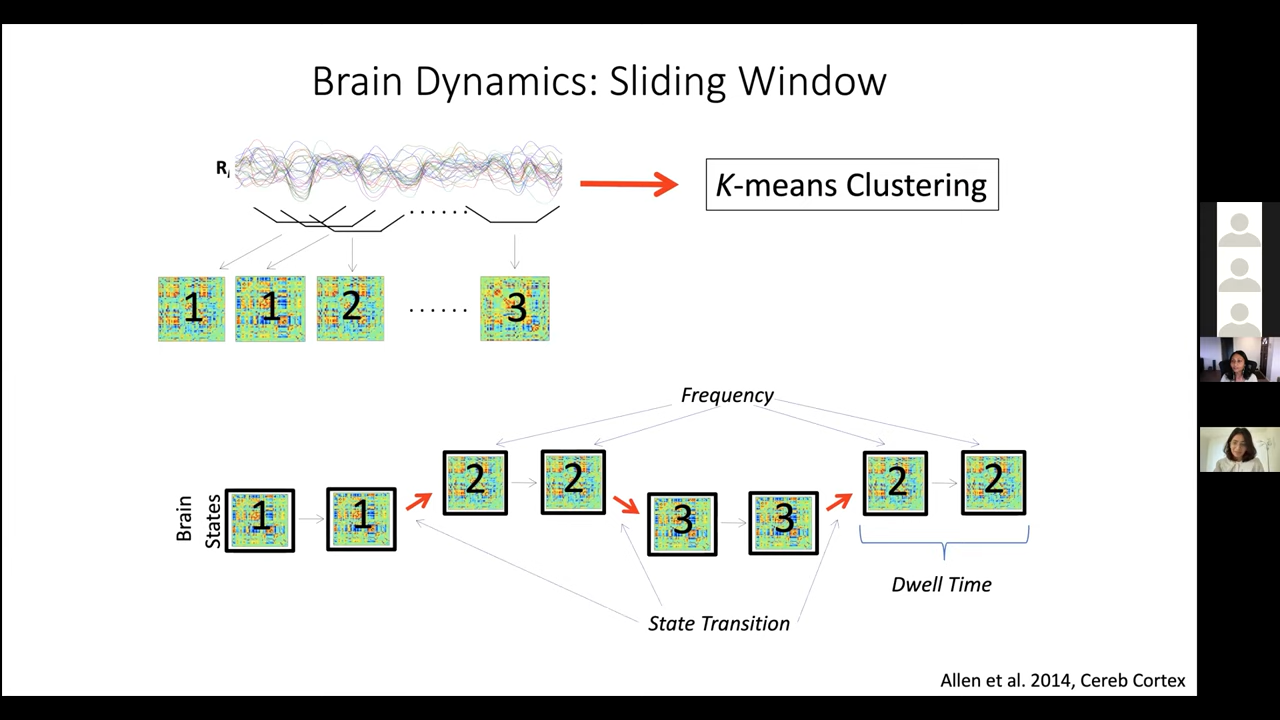 Brain Dynamics: Sliding Window
R
K-means Clustering
1 1 2 ...... 3
Frequency
Brain States
1 1 2 2 3 3 2 2
Dwell Time
State Transition
Allen et al. 2014, Cereb Cortex